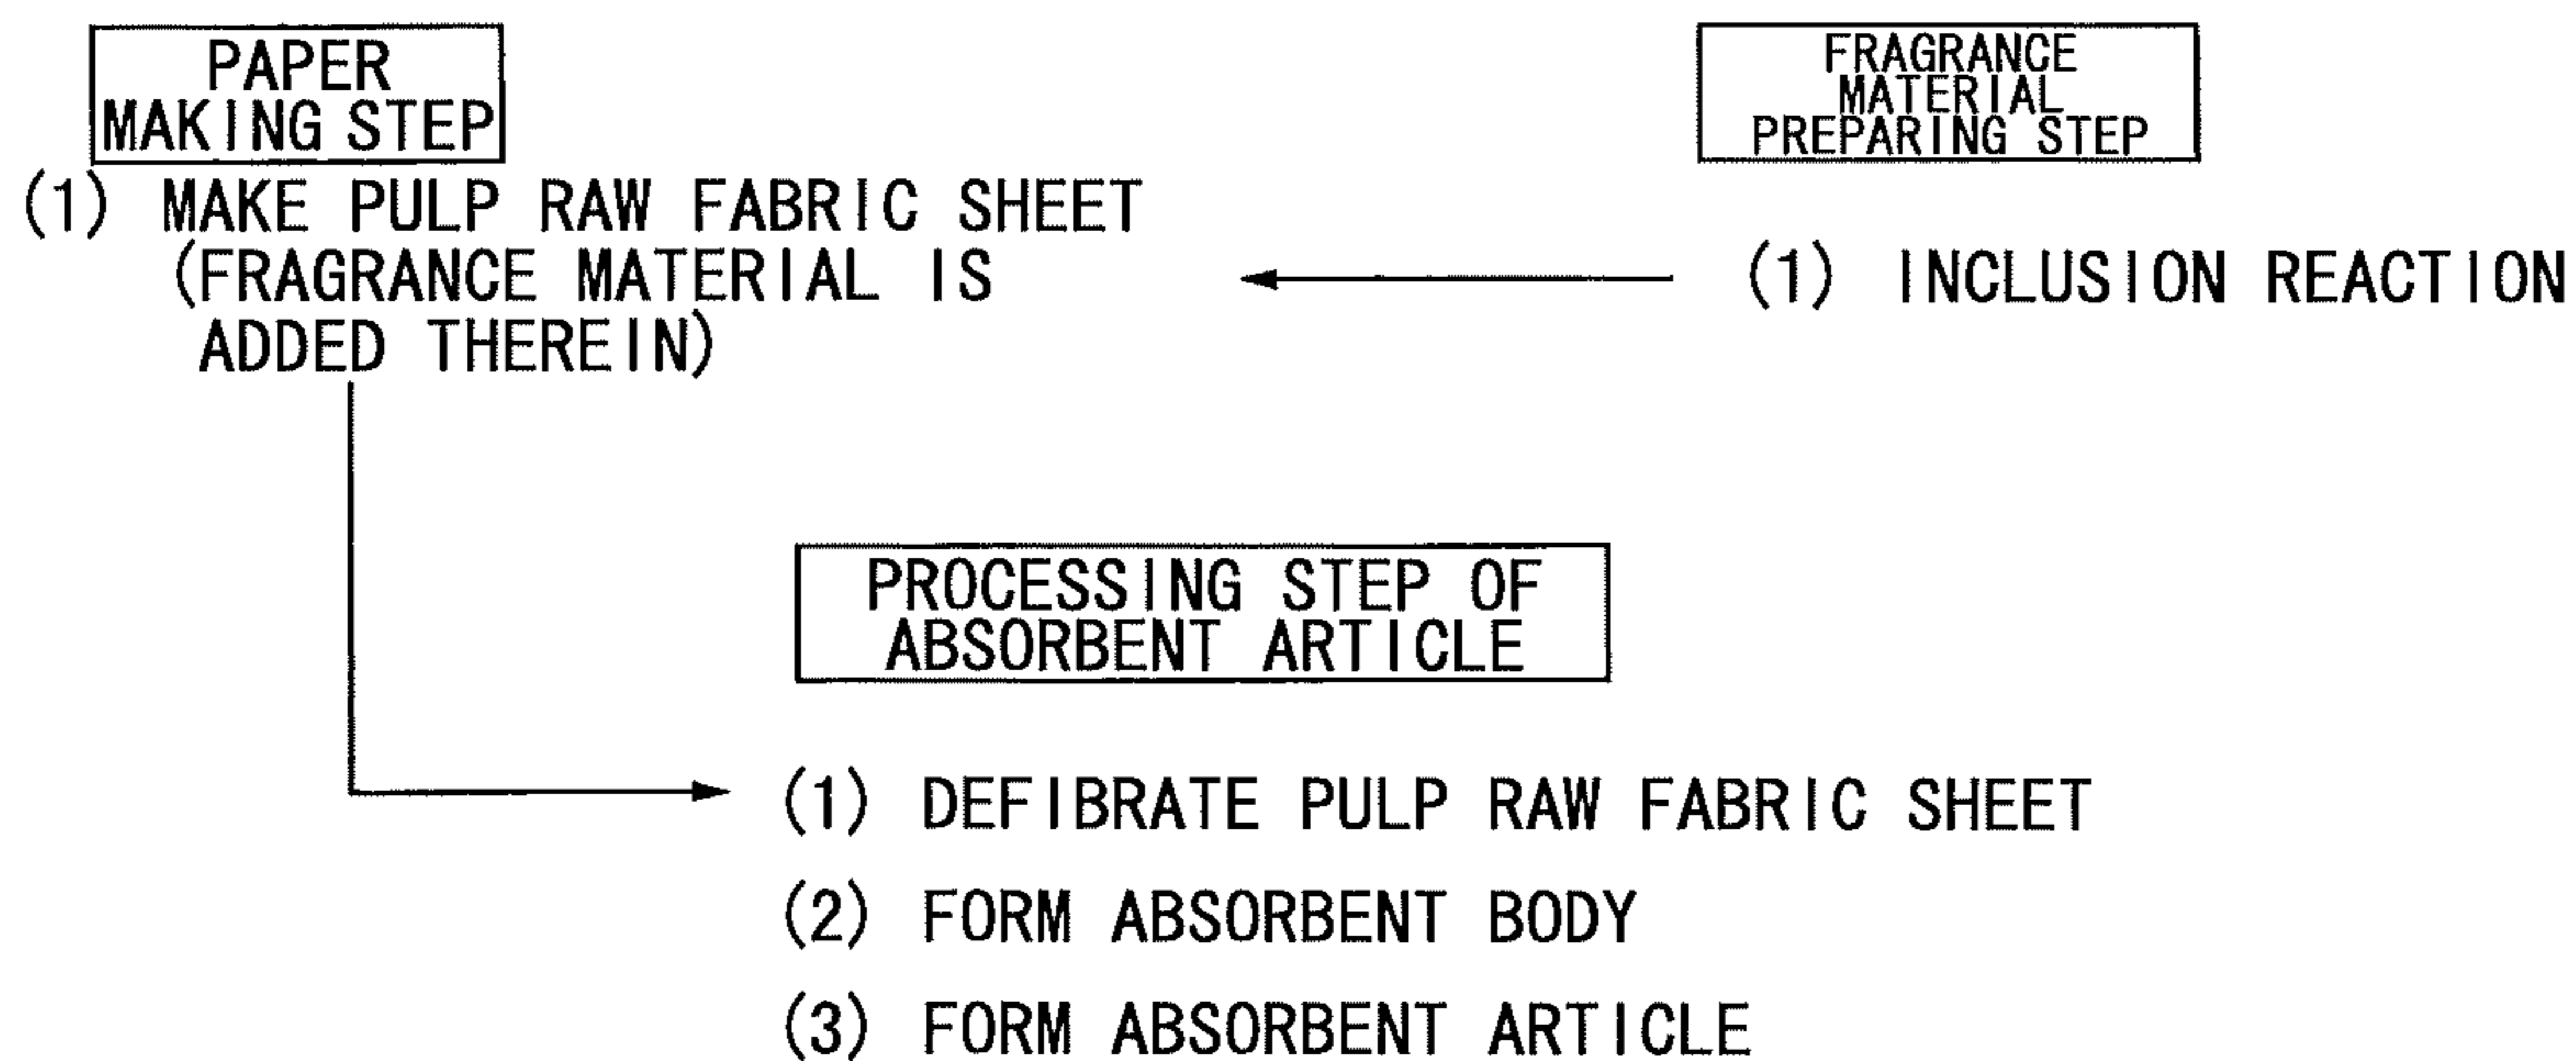 PAPER
MAKING STEP
(1) MAKE PULP RAW FABRIC SHEET
(FRAGRANCE MATERIAL IS
ADDED THEREIN)
FRAGRANCE
MATERIAL
PREPARING STEP
(1) INCLUSION REACTION
PROCESSING STEP OF
ABSORBENT ARTICLE
(1) DEFIBRATE PULP RAW FABRIC SHEET
(2) FORM ABSORBENT BODY
(3) FORM ABSORBENT ARTICLE